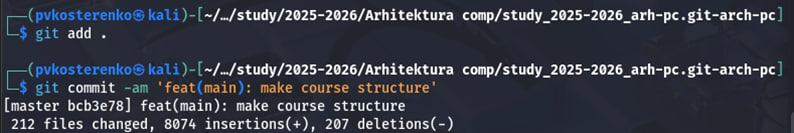 ┌──(pvkosterenko㉿kali)-[~/…/study/2025-2026/Arhitektura comp/study_2025-2026_arh-pc.git-arch-pc]
└─$ git add .
┌──(pvkosterenko㉿kali)-[~/…/study/2025-2026/Arhitektura comp/study_2025-2026_arh-pc.git-arch-pc]
└─$ git commit -am 'feat(main): make course structure'
[master bcb3e78] feat(main): make course structure
 212 files changed, 8074 insertions(+), 207 deletions(-)